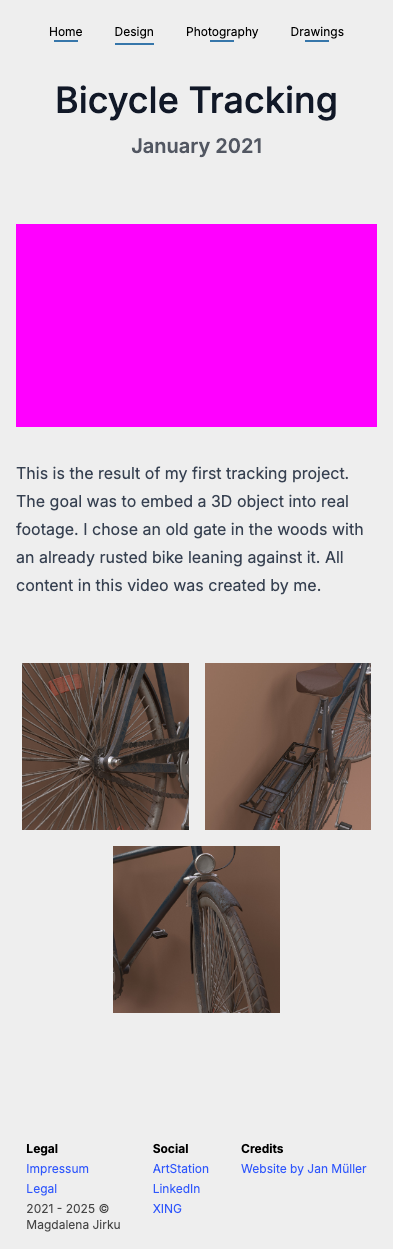 Home Design Photography Drawings
Bicycle Tracking
January 2021
This is the result of my first tracking project.
The goal was to embed a 3D object into real
footage. I chose an old gate in the woods with
an already rusted bike leaning against it. All
content in this video was created by me.
Legal
Impressum
Legal
2021 - 2025 ©
Magdalena Jirku
Social
ArtStation
LinkedIn
XING
Credits
Website by Jan Müller